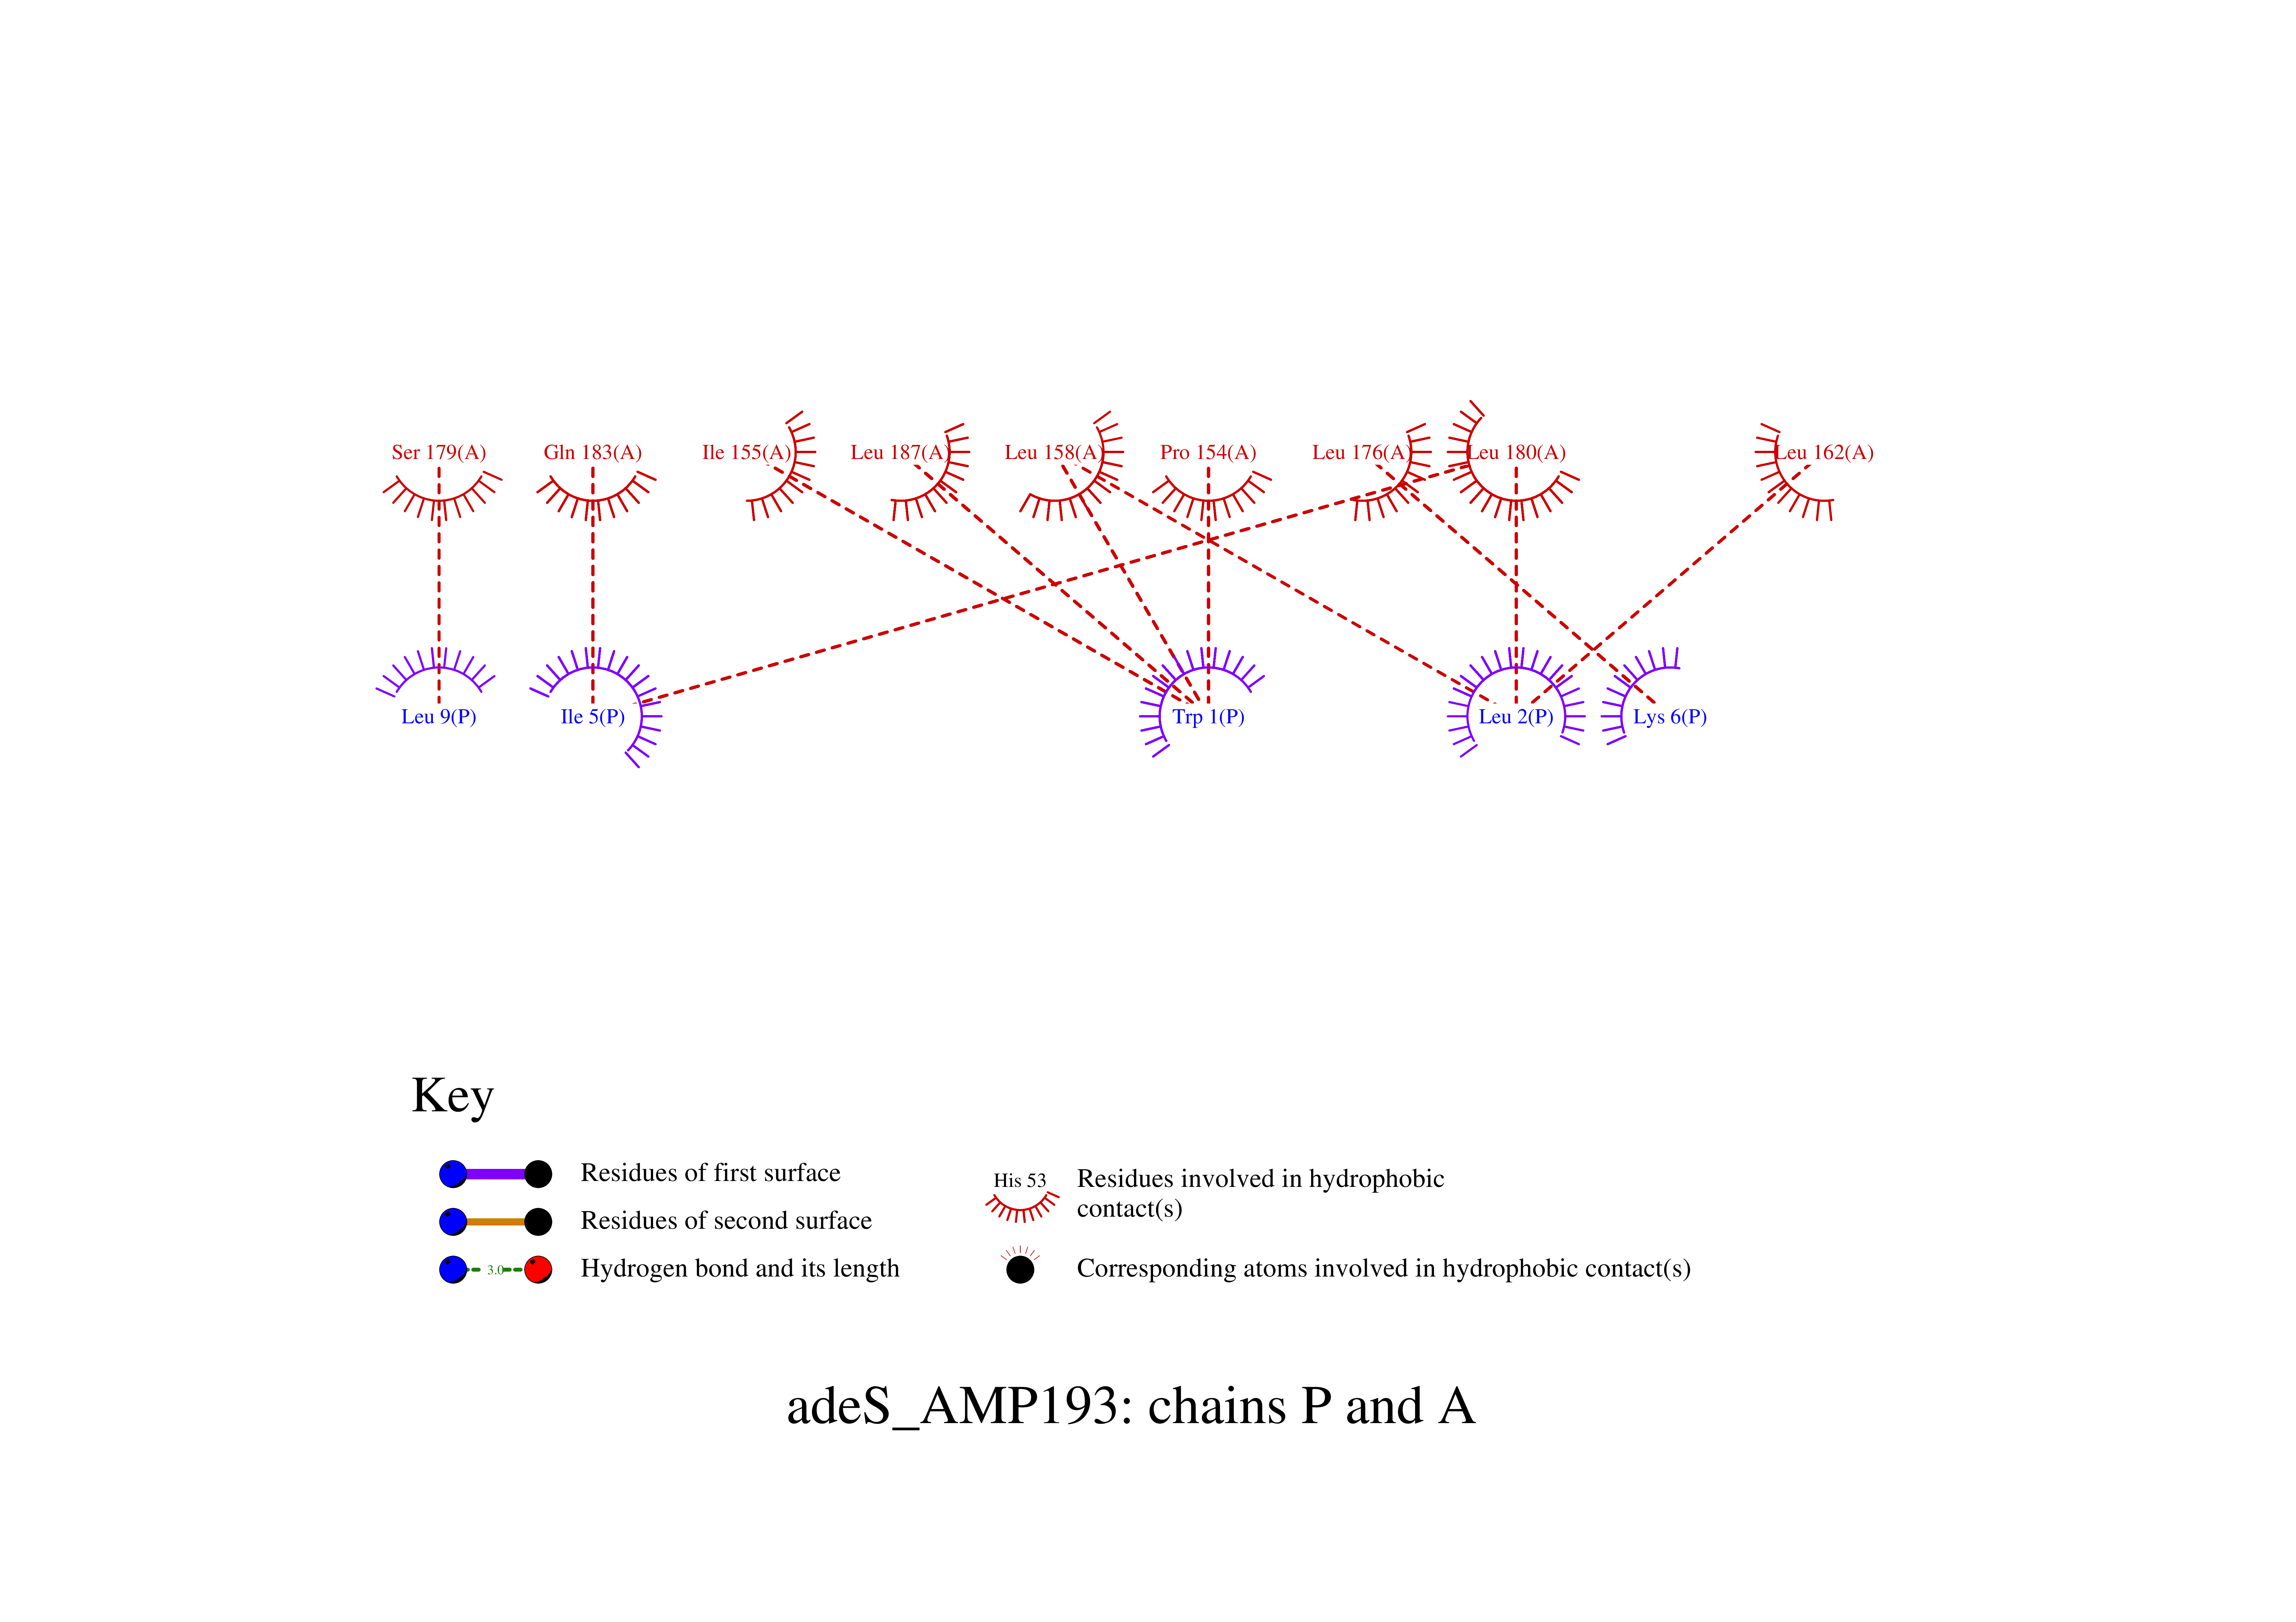 Ser 179(A) Gln 183(A) Ile 155(A) Leu 187(A) Leu 158(A) Pro 154(A) Leu 176(A) Leu 180(A) Leu 162(A)
Leu 9(P) Ile 5(P) Trp 1(P) Leu 2(P) Lys 6(P)
Key
Residues of first surface
Residues of second surface
3.0 Hydrogen bond and its length
His 53 Residues involved in hydrophobic
contact(s)
Corresponding atoms involved in hydrophobic contact(s)
adeS_AMP193: chains P and A